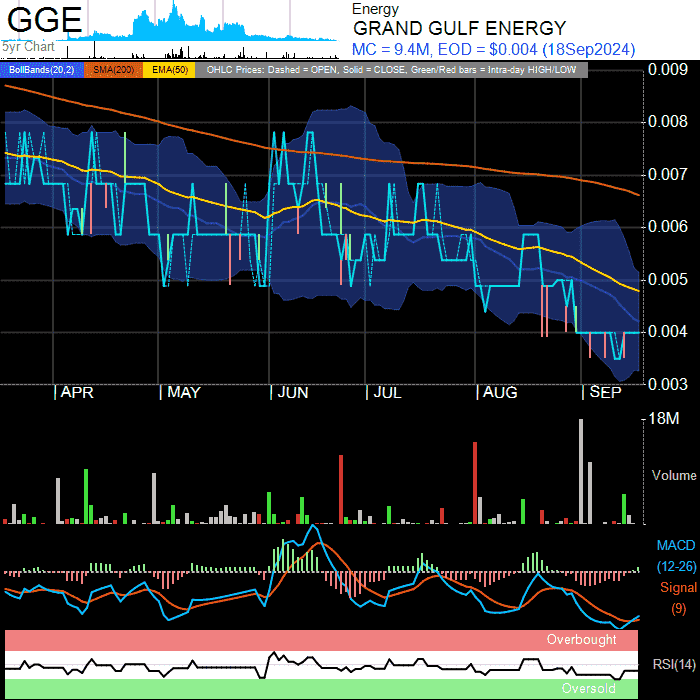 GGE
5yr Chart
Energy
GRAND GULF ENERGY
MC = 9.4M, EOD = $0.004 (18Sep2024)
BollBands(20,2) SMA(200) EMA(50) OHLC Prices: Dashed = OPEN, Solid = CLOSE, Green/Red bars = Intra-day HIGH/LOW
0.009
0.008
0.007
0.006
0.005
0.004
0.003
APR MAY JUN JUL AUG SEP
18M
Volume
MACD
(12-26)
Signal
(9)
Overbought
RSI(14)
Oversold